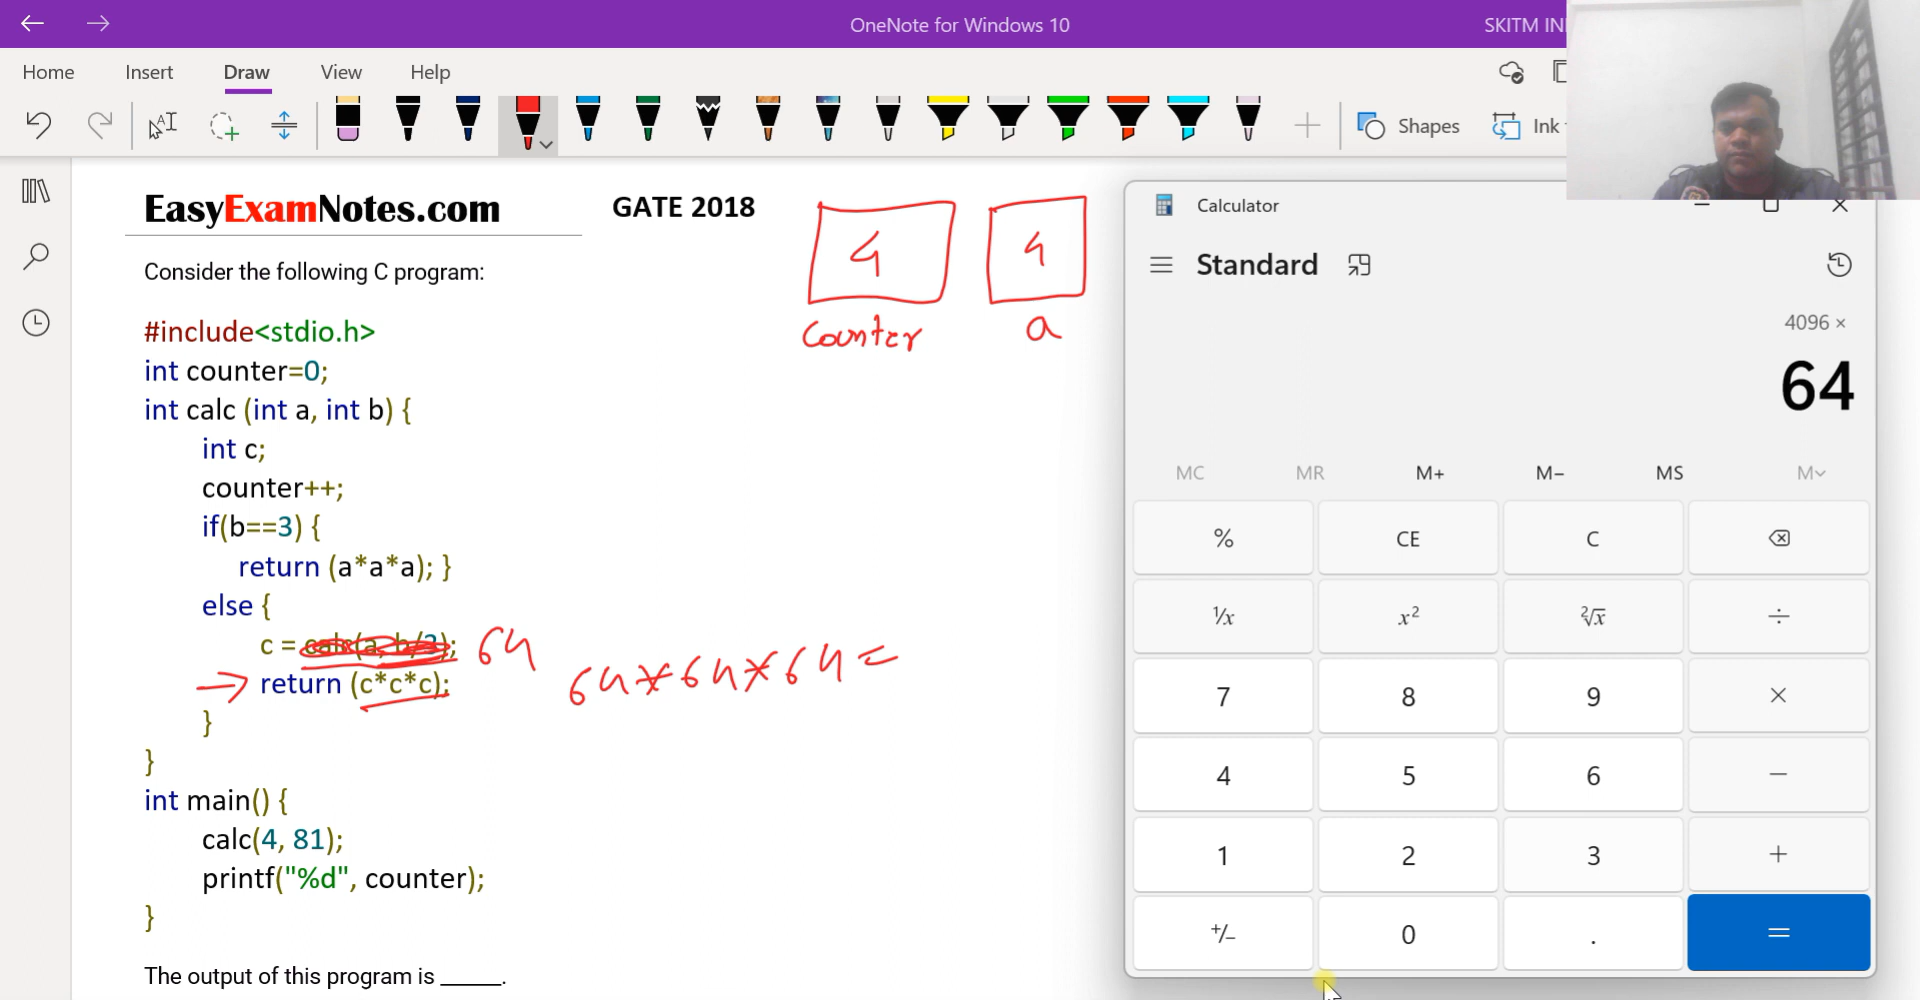 OneNote for Windows 10
SKITM IN
Home Insert Draw View Help
Shapes Ink
EasyExamNotes.com
GATE 2018
4
4
Counter
a
Consider the following C program:
#include<stdio.h>
int counter=0;
int calc (int a, int b) {
int c;
counter++;
if(b==3) {
return (a*a*a); }
else {
c = calc(a, b/3); 64
return (c*c*c);
64*64*64=
}
}
int main() {
calc(4, 81);
printf("%d", counter);
}
The output of this program is _____.
Calculator
Standard
4096 ×
64
MC MR M+ M− MS M
% CE C
1/x x² ²√x ÷
7 8 9 ×
4 5 6 −
1 2 3 +
+/− 0 . =